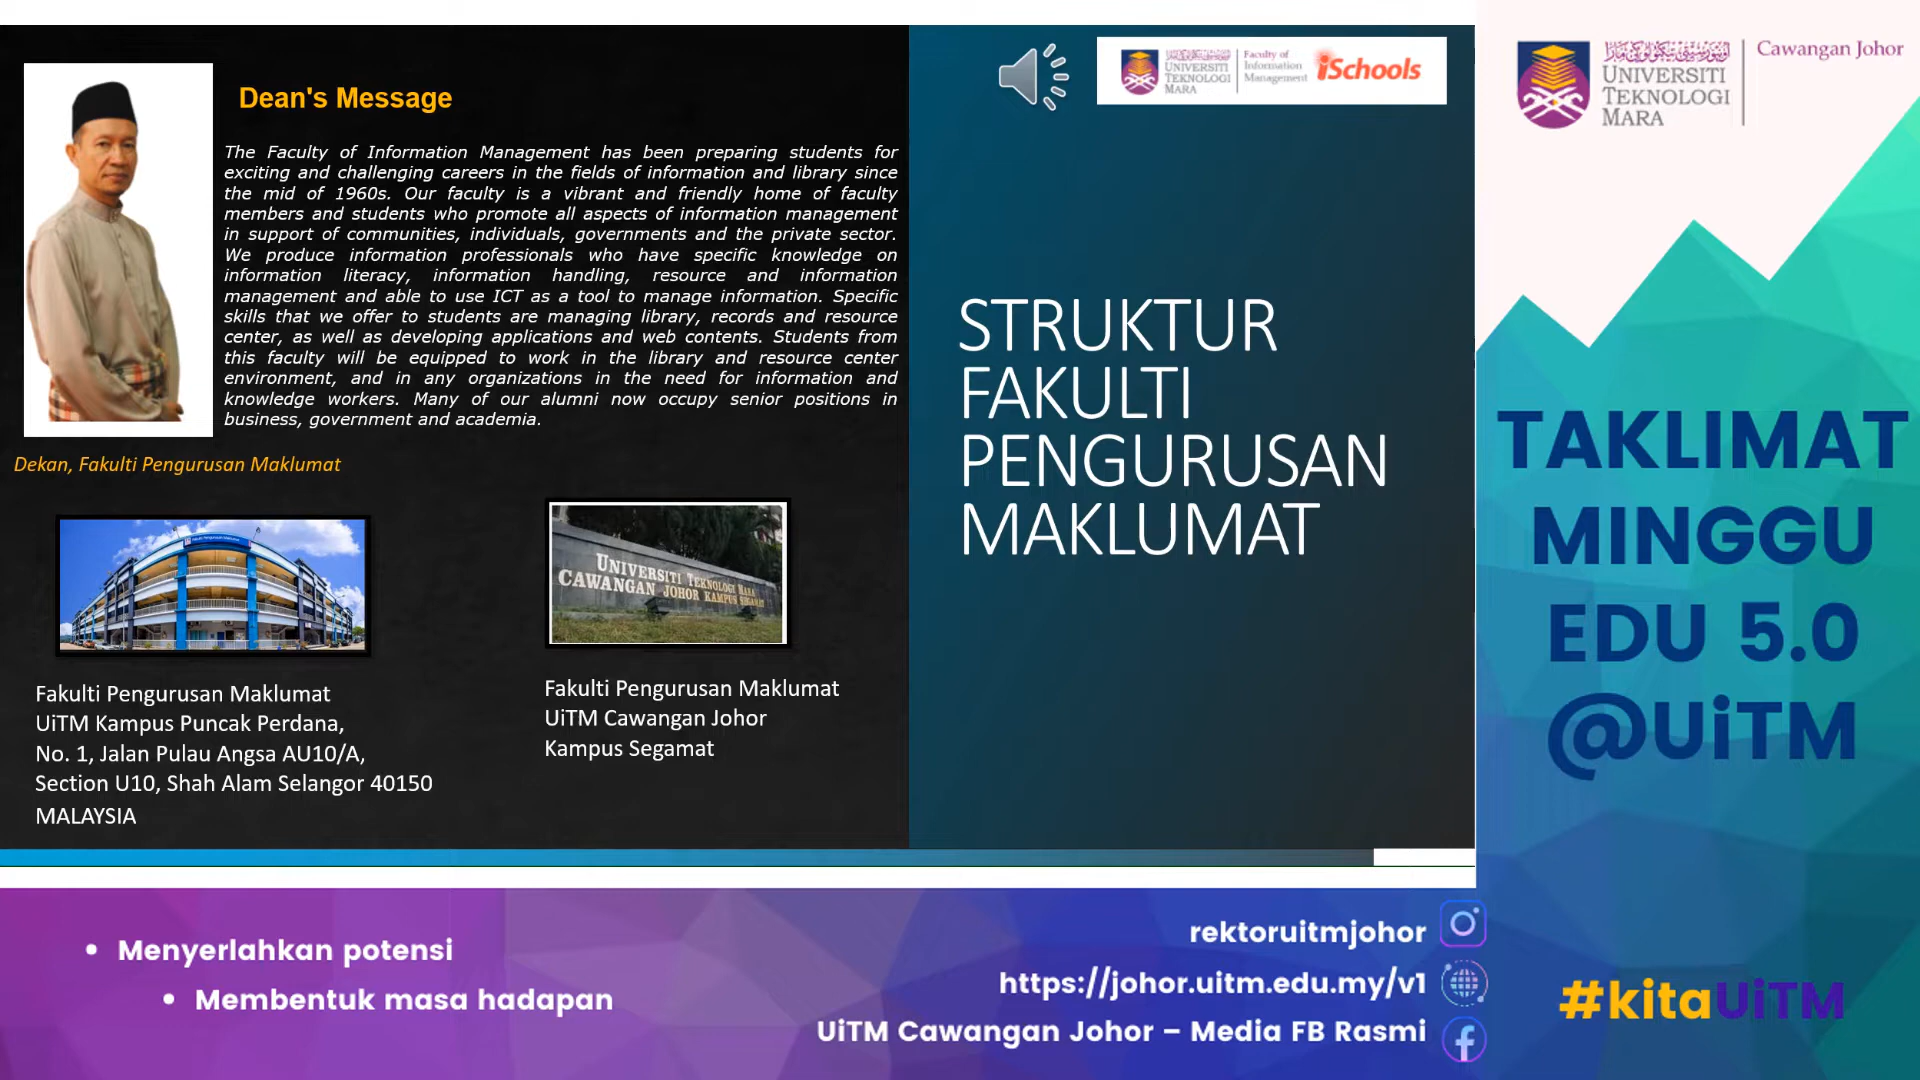 Dean's Message
The Faculty of Information Management has been preparing students for
exciting and challenging careers in the fields of information and library since
the mid of 1960s. Our faculty is a vibrant and friendly home of faculty
members and students who promote all aspects of information management
in support of communities, individuals, governments and the private sector.
We produce information professionals who have specific knowledge on
information literacy, information handling, resource and information
management and able to use ICT as a tool to manage information. Specific
skills that we offer to students are managing library, records and resource
center, as well as developing applications and web contents. Students from
this faculty will be equipped to work in the library and resource center
environment, and in any organizations in the need for information and
knowledge workers. Many of our alumni now occupy senior positions in
business, government and academia.
Dekan, Fakulti Pengurusan Maklumat
UNIVERSITI TEKNOLOGI MARA
CAWANGAN JOHOR KAMPUS SEGAMAT
Fakulti Pengurusan Maklumat
UiTM Kampus Puncak Perdana,
No. 1, Jalan Pulau Angsa AU10/A,
Section U10, Shah Alam Selangor 40150
MALAYSIA
Fakulti Pengurusan Maklumat
UiTM Cawangan Johor
Kampus Segamat
UNIVERSITI
TEKNOLOGI
MARA
Faculty of
Information
Management
iSchools
STRUKTUR
FAKULTI
PENGURUSAN
MAKLUMAT
UNIVERSITI
TEKNOLOGI
MARA
Cawangan Johor
TAKLIMAT
MINGGU
EDU 5.0
@UiTM
#kitaUiTM
• Menyerlahkan potensi
• Membentuk masa hadapan
rektoruitmjohor
https://johor.uitm.edu.my/v1
UiTM Cawangan Johor – Media FB Rasmi